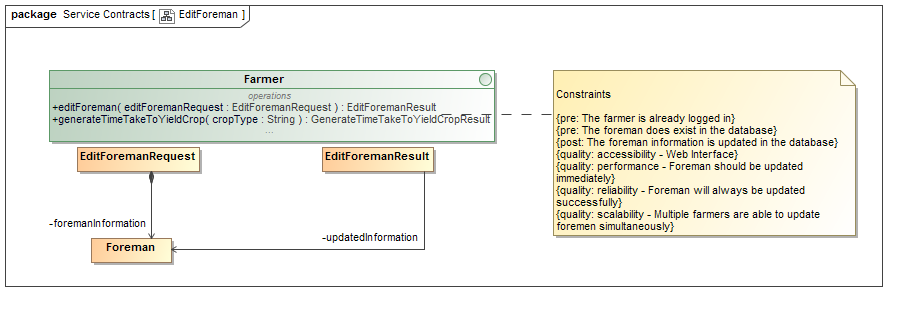 package Service Contracts [ EditForeman ]
Farmer
operations
+editForeman( editForemanRequest : EditForemanRequest ) : EditForemanResult
+generateTimeTakeToYieldCrop( cropType : String ) : GenerateTimeTakeToYieldCropResult
...
Constraints
{pre: The farmer is already logged in}
{pre: The foreman does exist in the database}
{post: The foreman information is updated in the database}
{quality: accessibility - Web Interface}
{quality: performance - Foreman should be updated
immediately}
{quality: reliability - Foreman will always be updated
successfully}
{quality: scalability - Multiple farmers are able to update
foremen simultaneously}
EditForemanRequest
EditForemanResult
-foremanInformation
-updatedInformation
Foreman